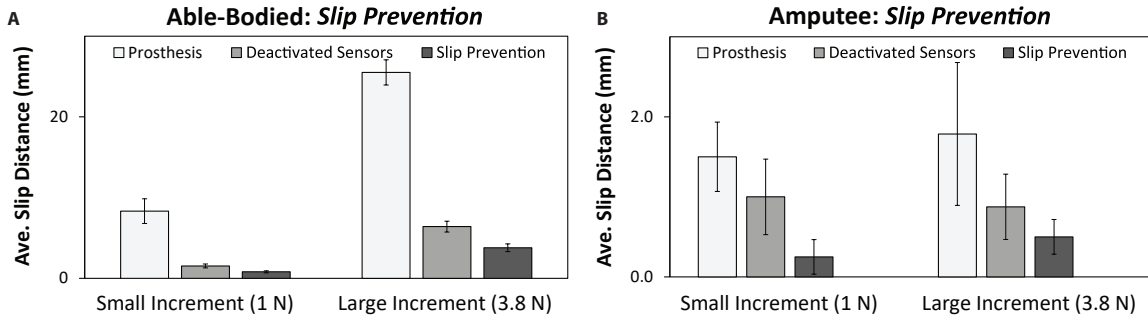 A
Able-Bodied: Slip Prevention
Ave. Slip Distance (mm)
20
0
Prosthesis
Deactivated Sensors
Slip Prevention
Small Increment (1 N)
Large Increment (3.8 N)
B
Amputee: Slip Prevention
Ave. Slip Distance (mm)
2.0
0.0
Prosthesis
Deactivated Sensors
Slip Prevention
Small Increment (1 N)
Large Increment (3.8 N)